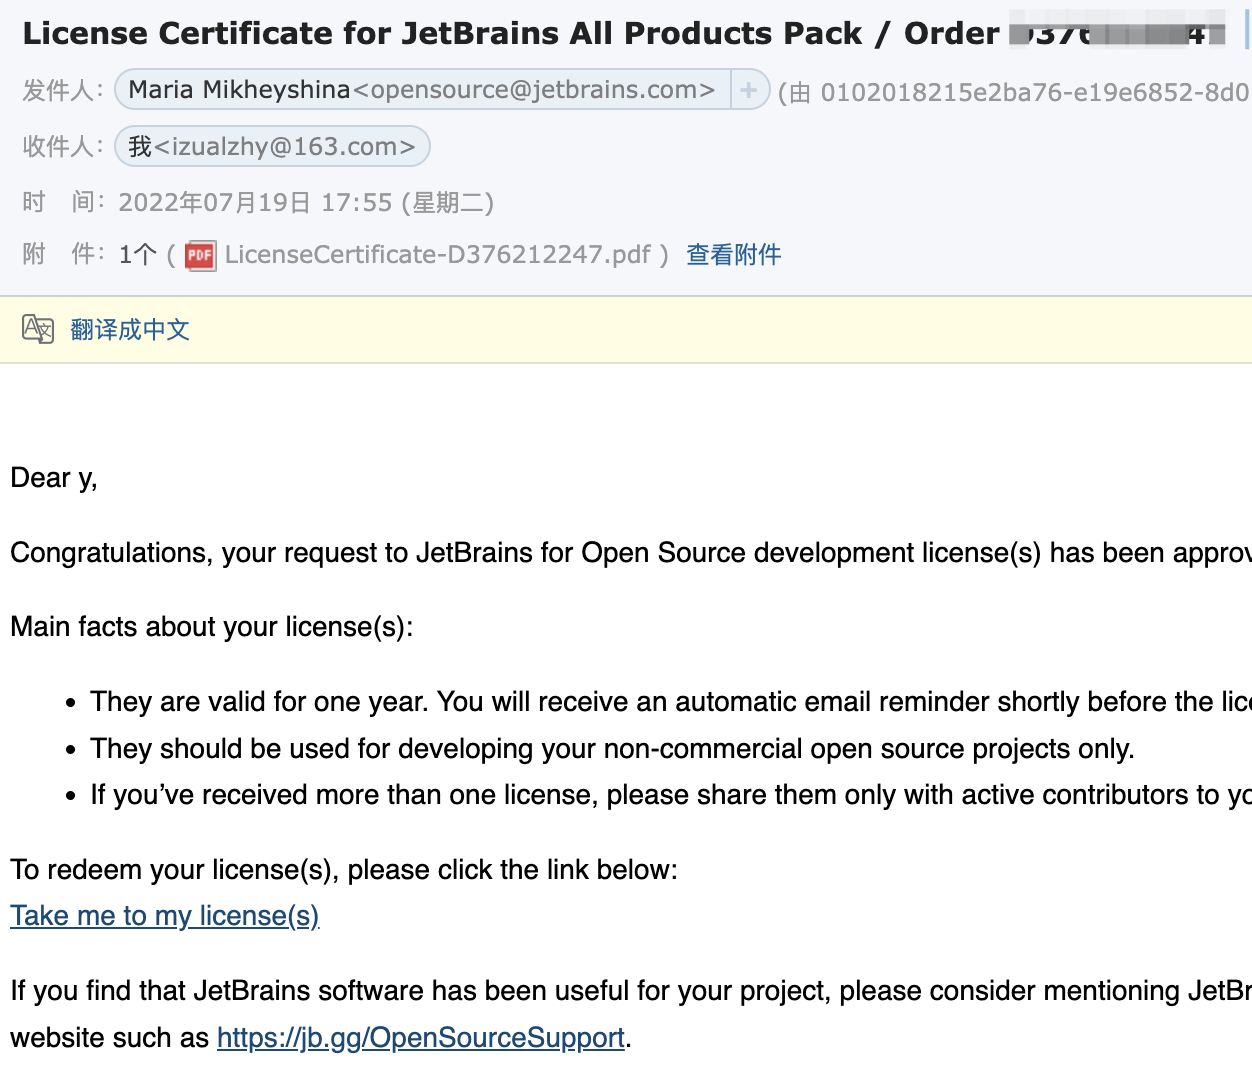 License Certificate for JetBrains All Products Pack / Order
发件人： Maria Mikheyshina<opensource@jetbrains.com> + (由 0102018215e2ba76-e19e6852-8d0
收件人： 我<izualzhy@163.com>
时 间： 2022年07月19日 17:55 (星期二)
附 件： 1个 ( PDF LicenseCertificate-D376212247.pdf ) 查看附件
翻译成中文
Dear y,
Congratulations, your request to JetBrains for Open Source development license(s) has been approv
Main facts about your license(s):
• They are valid for one year. You will receive an automatic email reminder shortly before the lice
• They should be used for developing your non-commercial open source projects only.
• If you’ve received more than one license, please share them only with active contributors to yo
To redeem your license(s), please click the link below:
Take me to my license(s)
If you find that JetBrains software has been useful for your project, please consider mentioning JetBr
website such as https://jb.gg/OpenSourceSupport.